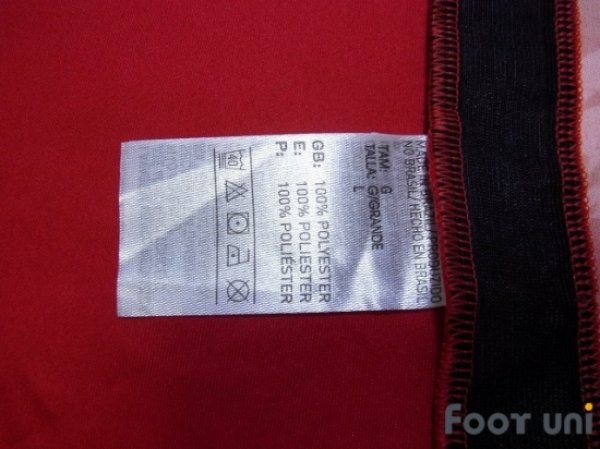 MADE IN BRAZIL / PRODUZIDO
NO BRASIL / HECHO EN BRASIL
TAM: G
TALLA: G/GRANDE
L
GB: 100% POLYESTER
E: 100% POLIESTER
P: 100% POLIÉSTER
40
FOOT UNI